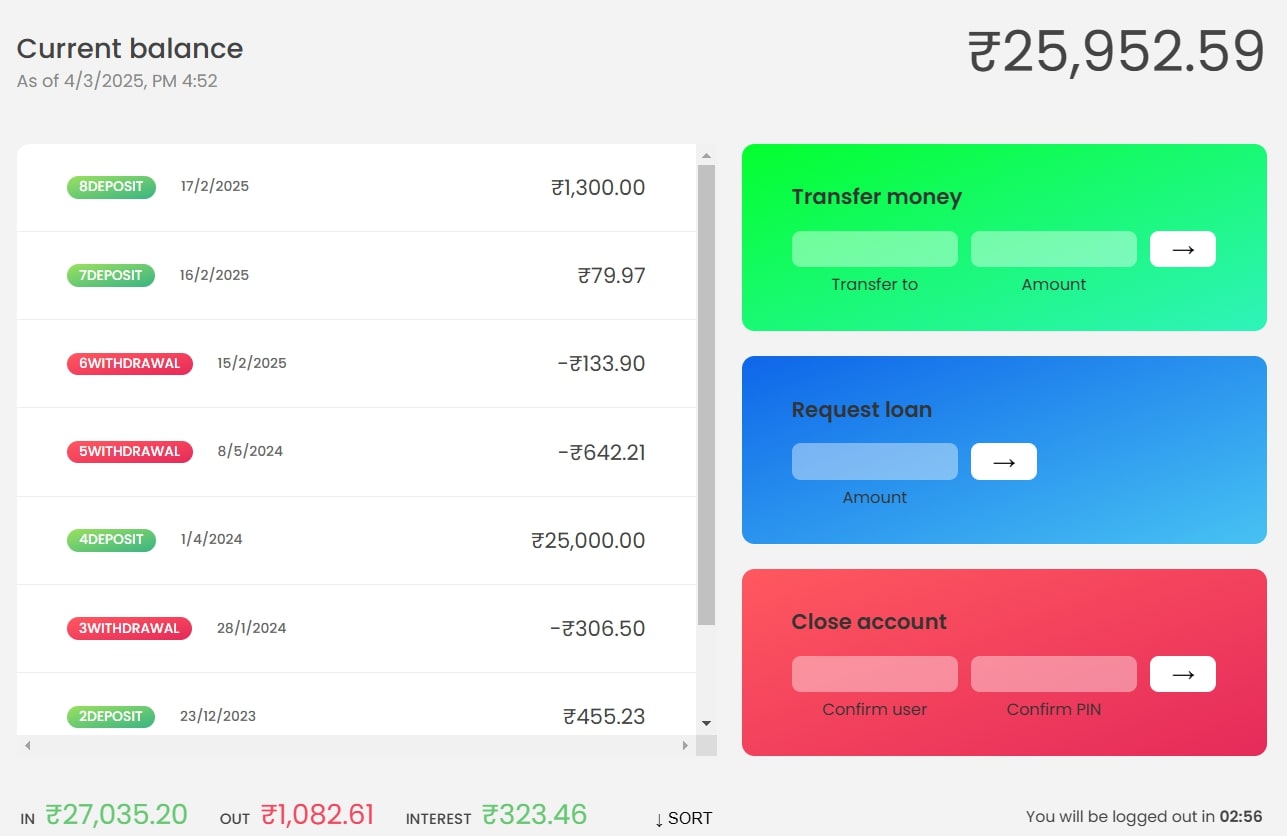 Current balance
₹25,952.59
As of 4/3/2025, PM 4:52
8DEPOSIT 17/2/2025 ₹1,300.00
7DEPOSIT 16/2/2025 ₹79.97
6WITHDRAWAL 15/2/2025 -₹133.90
5WITHDRAWAL 8/5/2024 -₹642.21
4DEPOSIT 1/4/2024 ₹25,000.00
3WITHDRAWAL 28/1/2024 -₹306.50
2DEPOSIT 23/12/2023 ₹455.23
Transfer money
→
Transfer to Amount
Request loan
→
Amount
Close account
→
Confirm user Confirm PIN
IN ₹27,035.20 OUT ₹1,082.61 INTEREST ₹323.46 ↓ SORT
You will be logged out in 02:56